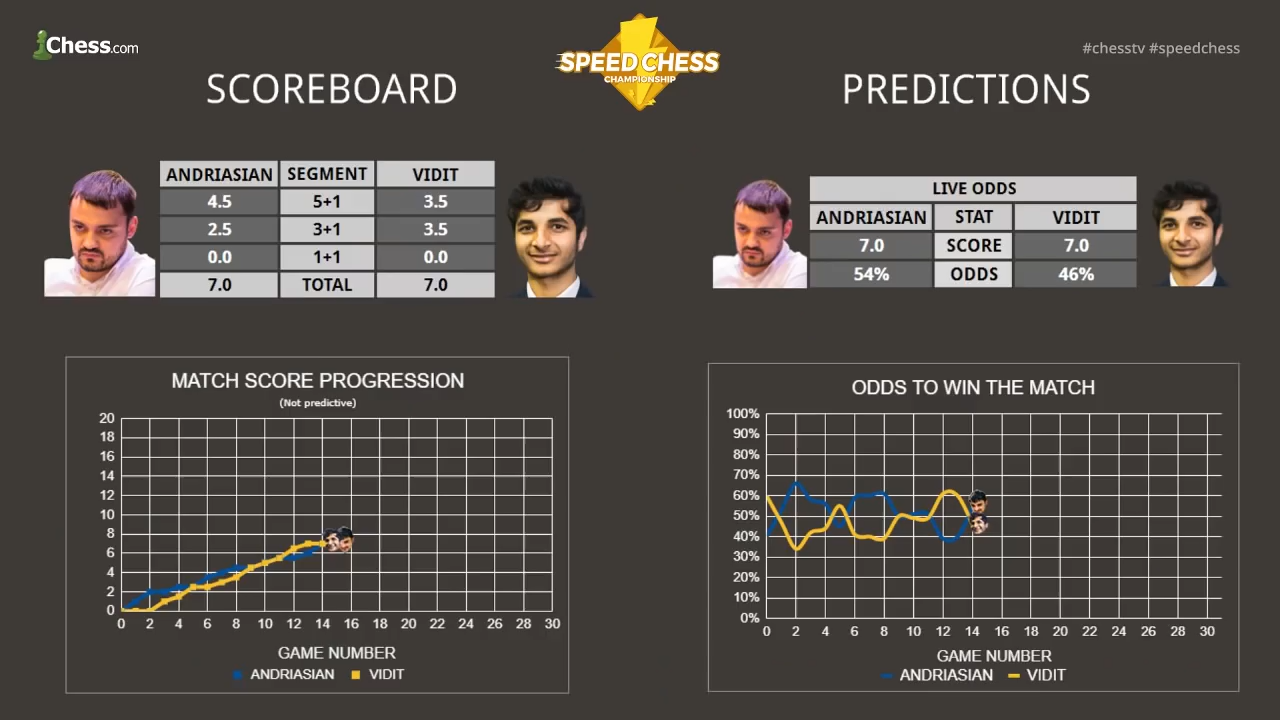 Chess.com
SPEED CHESS
CHAMPIONSHIP
#chesstv #speedchess
SCOREBOARD
PREDICTIONS
ANDRIASIAN SEGMENT VIDIT
4.5 5+1 3.5
2.5 3+1 3.5
0.0 1+1 0.0
7.0 TOTAL 7.0
LIVE ODDS
ANDRIASIAN STAT VIDIT
7.0 SCORE 7.0
54% ODDS 46%
MATCH SCORE PROGRESSION
(Not predictive)
20
18
16
14
12
10
8
6
4
2
0
0 2 4 6 8 10 12 14 16 18 20 22 24 26 28 30
GAME NUMBER
ANDRIASIAN VIDIT
ODDS TO WIN THE MATCH
100%
90%
80%
70%
60%
50%
40%
30%
20%
10%
0%
0 2 4 6 8 10 12 14 16 18 20 22 24 26 28 30
GAME NUMBER
ANDRIASIAN VIDIT